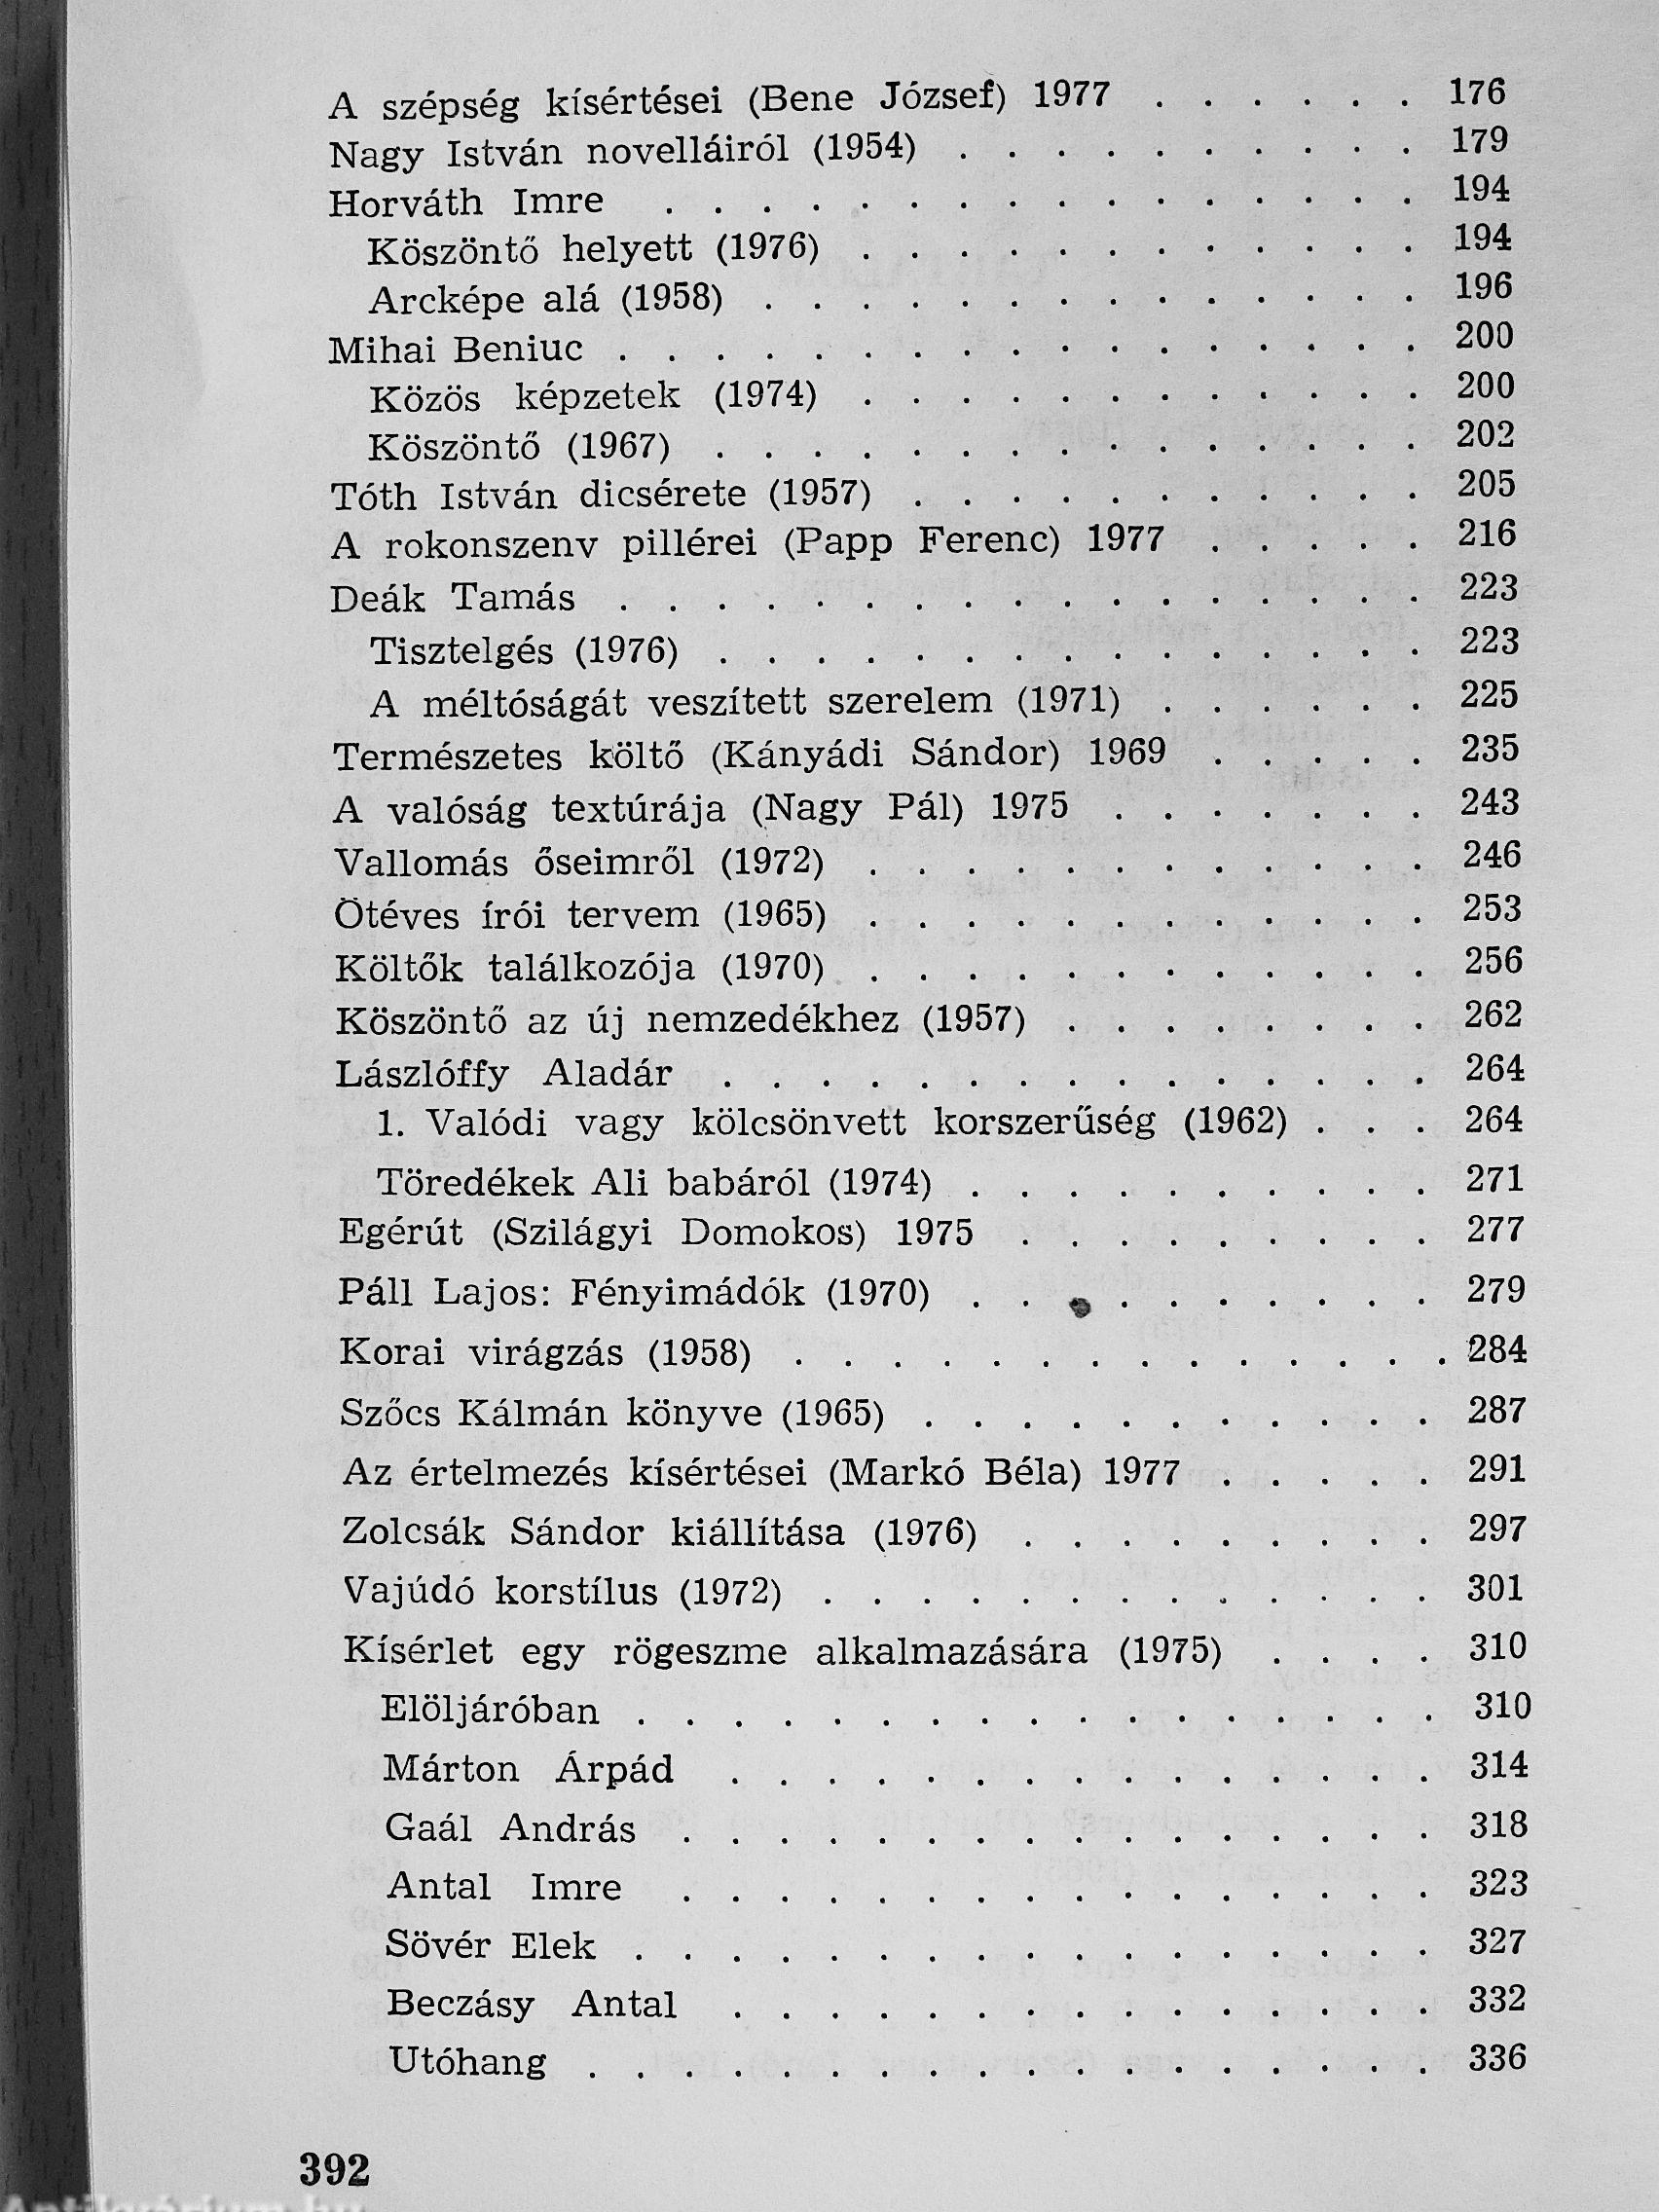 A szépség kísértései (Bene József) 1977 . . . . . . 176
Nagy István novelláiról (1954) . . . . . . . . . . 179
Horváth Imre . . . . . . . . . . . . . . . . 194
Köszöntő helyett (1976) . . . . . . . . . . . . 194
Arcképe alá (1958) . . . . . . . . . . . . . . 196
Mihai Beniuc . . . . . . . . . . . . . . . . . 200
Közös képzetek (1974) . . . . . . . . . . . . 200
Köszöntő (1967) . . . . . . . . . . . . . . . 202
Tóth István dicsérete (1957) . . . . . . . . . . . 205
A rokonszenv pillérei (Papp Ferenc) 1977 . . . . . 216
Deák Tamás . . . . . . . . . . . . . . . . . 223
Tisztelgés (1976) . . . . . . . . . . . . . . . 223
A méltóságát veszített szerelem (1971) . . . . . . 225
Természetes költő (Kányádi Sándor) 1969 . . . . . 235
A valóság textúrája (Nagy Pál) 1975 . . . . . . . 243
Vallomás őseimről (1972) . . . . . . . . . . . . 246
Ötéves írói tervem (1965) . . . . . . . . . . . . 253
Költők találkozója (1970) . . . . . . . . . . . . 256
Köszöntő az új nemzedékhez (1957) . . . . . . . . 262
Lászlóffy Aladár . . . . . . . . . . . . . . . 264
1. Valódi vagy kölcsönvett korszerűség (1962) . . . 264
Töredékek Ali babáról (1974) . . . . . . . . . . 271
Egérút (Szilágyi Domokos) 1975 . . . . . . . . . 277
Páll Lajos: Fényimádók (1970) . . . . . . . . . 279
Korai virágzás (1958) . . . . . . . . . . . . . . 284
Szőcs Kálmán könyve (1965) . . . . . . . . . . . 287
Az értelmezés kísértései (Markó Béla) 1977 . . . . . 291
Zolcsák Sándor kiállítása (1976) . . . . . . . . . 297
Vajúdó korstílus (1972) . . . . . . . . . . . . . 301
Kísérlet egy rögeszme alkalmazására (1975) . . . . 310
Elöljáróban . . . . . . . . . . . . . . . . . 310
Márton Árpád . . . . . . . . . . . . . . . 314
Gaál András . . . . . . . . . . . . . . . . 318
Antal Imre . . . . . . . . . . . . . . . . 323
Sövér Elek . . . . . . . . . . . . . . . . . 327
Beczásy Antal . . . . . . . . . . . . . . . 332
Utóhang . . . . . . . . . . . . . . . . . . 336
392